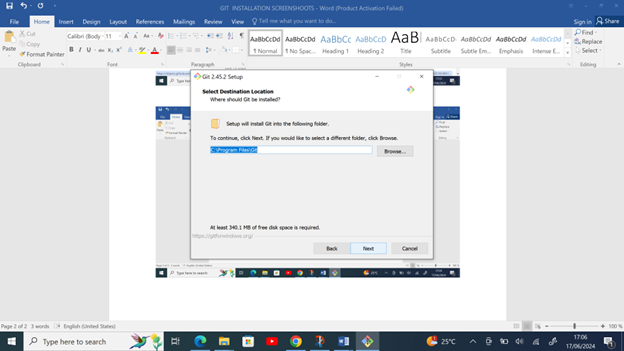 GIT INSTALLATION SCREENSHOTS - Word (Product Activation Failed)
File Home Insert Design Layout References Mailings Review View Tell me what you want to do... Sign in Share
Cut
Copy
Format Painter
Paste
Calibri (Body) 11
AaBbCcDd AaBbCcDd AaBbCc AaBbCcD AaB AaBbCcD AaBbCcDd AaBbCcDd AaBbCcDd
1 Normal 1 No Spac... Heading 1 Heading 2 Title Subtitle Subtle Em... Emphasis Intense E...
Find
Replace
Select
Clipboard Font Paragraph Styles Editing
Git 2.45.2 Setup
Select Destination Location
Where should Git be installed?
Setup will install Git into the following folder.
To continue, click Next. If you would like to select a different folder, click Browse.
C:\Program Files\Git
Browse...
At least 340.1 MB of free disk space is required.
https://gitforwindows.org/
Back Next Cancel
Type here to search
Page 2 of 2 3 words English (United States) 100 %
Type here to search 25°C 17:06
17/06/2024